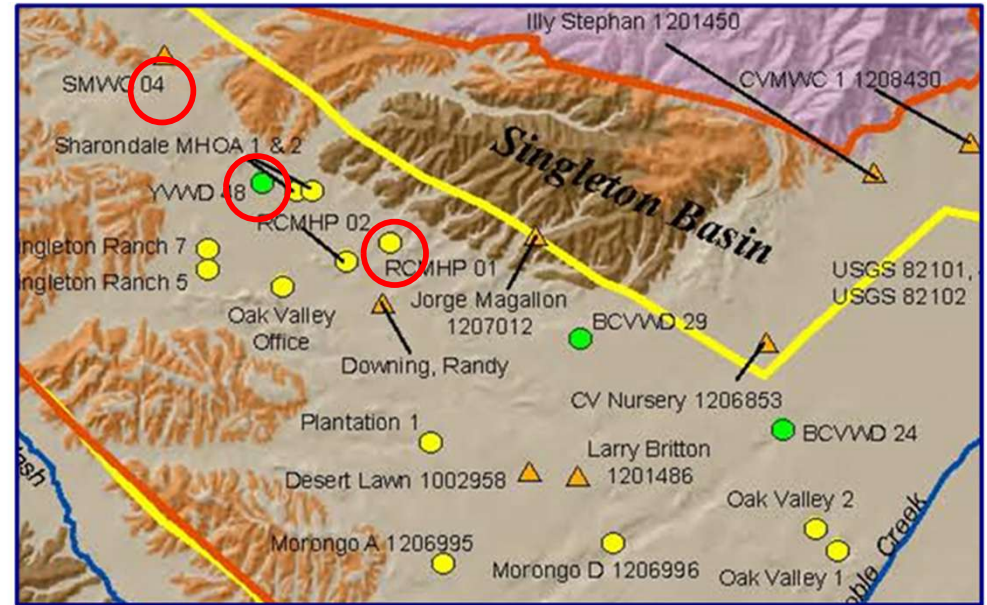 Illy Stephan 1201450
CVMWC 1 1208430
SMWC 04
Sharondale MHOA 1 & 2
YVWD 48
RCMHP 02
Singleton Basin
ngleton Ranch 7
RCMHP 01
ngleton Ranch 5
USGS 82101,
USGS 82102
Jorge Magallon
1207012
Oak Valley
Office
BCVWD 29
Downing, Randy
CV Nursery 1206853
Plantation 1
BCVWD 24
Larry Britton
1201486
Desert Lawn 1002958
Oak Valley 2
Morongo A 1206995
Morongo D 1206996
Oak Valley 1
ash
oble Creek